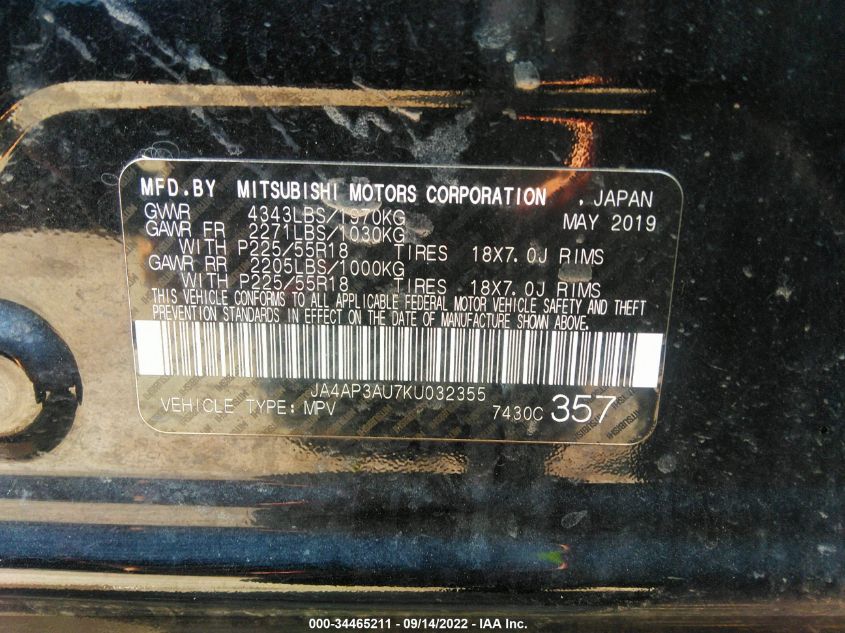 MFD.BY MITSUBISHI MOTORS CORPORATION , JAPAN
GVWR 4343LBS/1970KG MAY 2019
GAWR FR 2271LBS/1030KG
WITH P225/55R18 TIRES 18X7.0J RIMS
GAWR RR 2205LBS/1000KG
WITH P225/55R18 TIRES 18X7.0J RIMS
THIS VEHICLE CONFORMS TO ALL APPLICABLE FEDERAL MOTOR VEHICLE SAFETY AND THEFT
PREVENTION STANDARDS IN EFFECT ON THE DATE OF MANUFACTURE SHOWN ABOVE.
JA4AP3AU7KU032355
VEHICLE TYPE: MPV 7430C 357
000-34465211 - 09/14/2022 - IAA Inc.